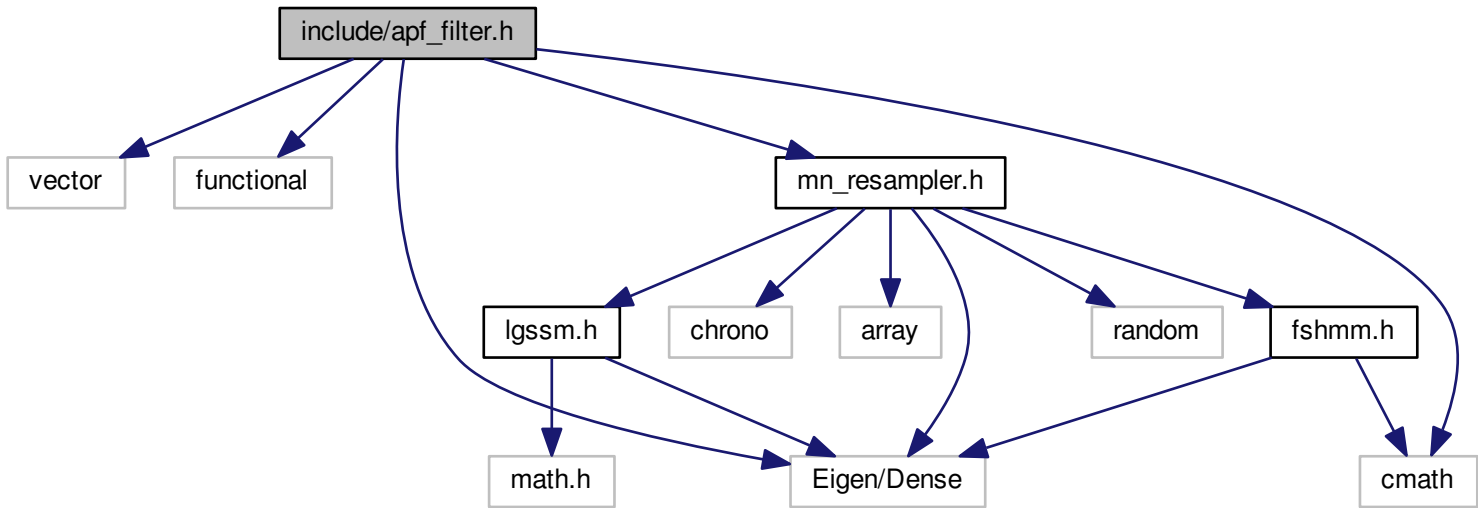 include/apf_filter.h
vector
functional
mn_resampler.h
lgssm.h
chrono
array
random
fshmm.h
math.h
Eigen/Dense
cmath